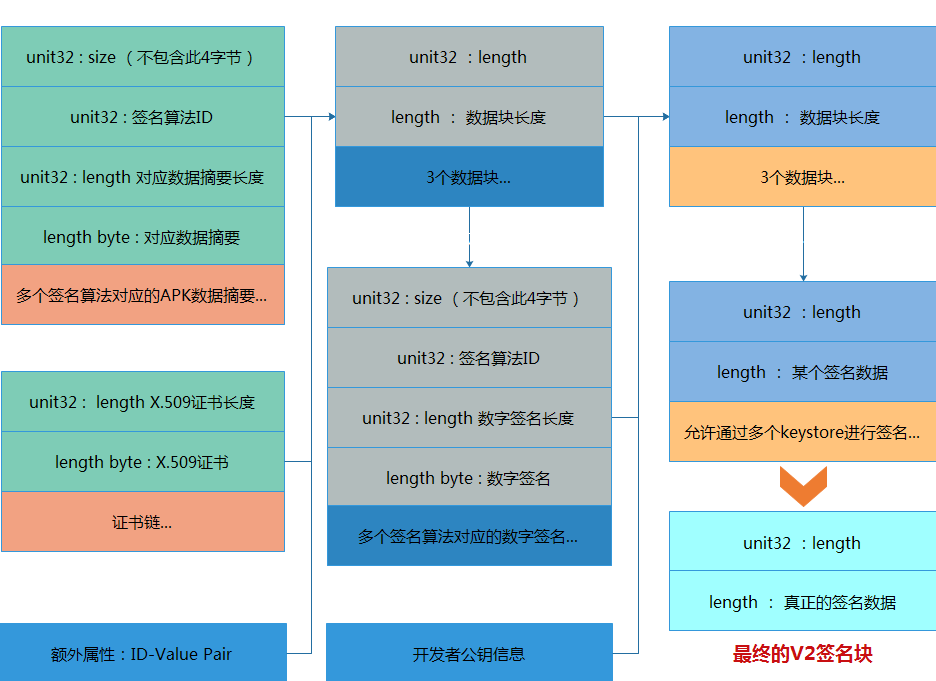 unit32 : size （不包含此4字节）
unit32 : 签名算法ID
unit32 : length 对应数据摘要长度
length byte : 对应数据摘要
多个签名算法对应的APK数据摘要...
unit32 : length X.509证书长度
length byte : X.509证书
证书链...
额外属性 : ID-Value Pair
unit32 : length
length : 数据块长度
3个数据块...
unit32 : size （不包含此4字节）
unit32 : 签名算法ID
unit32 : length 数字签名长度
length byte : 数字签名
多个签名算法对应的数字签名...
开发者公钥信息
unit32 : length
length : 数据块长度
3个数据块...
unit32 : length
length : 某个签名数据
允许通过多个keystore进行签名...
unit32 : length
length : 真正的签名数据
最终的V2签名块